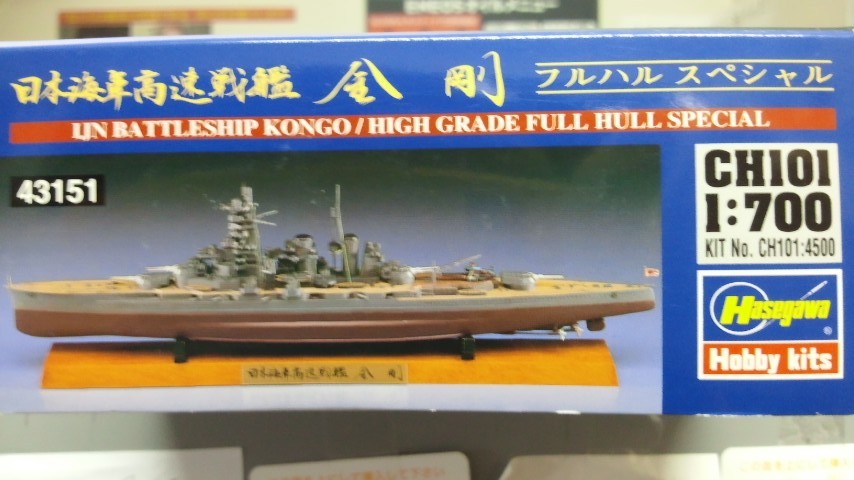 日本海軍高速戦艦 金剛 フルハル スペシャル
IJN BATTLESHIP KONGO / HIGH GRADE FULL HULL SPECIAL
43151
CH101
1:700
KIT No. CH101:4500
Hasegawa
Hobby kits
日本海軍高速戦艦 金剛